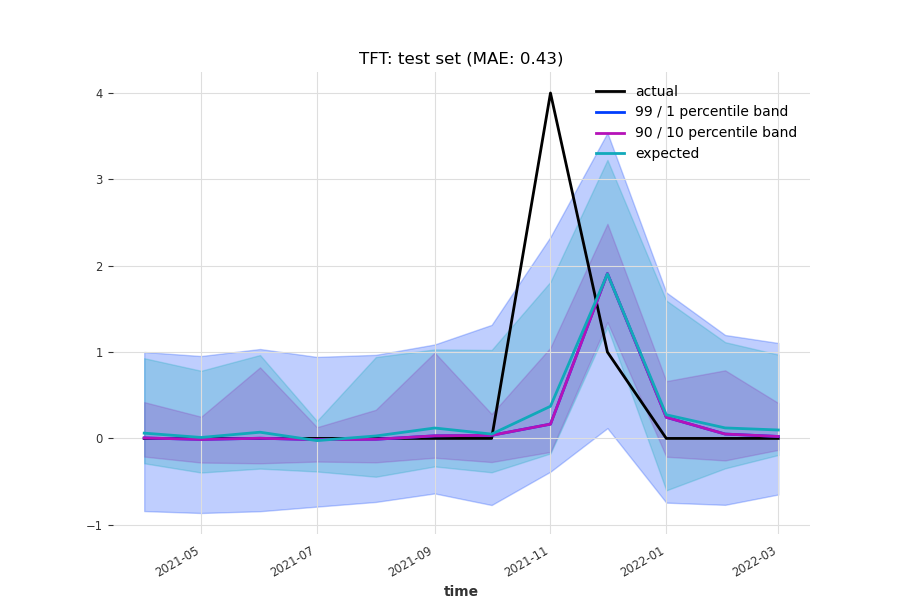 TFT: test set (MAE: 0.43)
actual
99 / 1 percentile band
90 / 10 percentile band
expected
4
3
2
1
0
−1
2021-05
2021-07
2021-09
2021-11
2022-01
2022-03
time